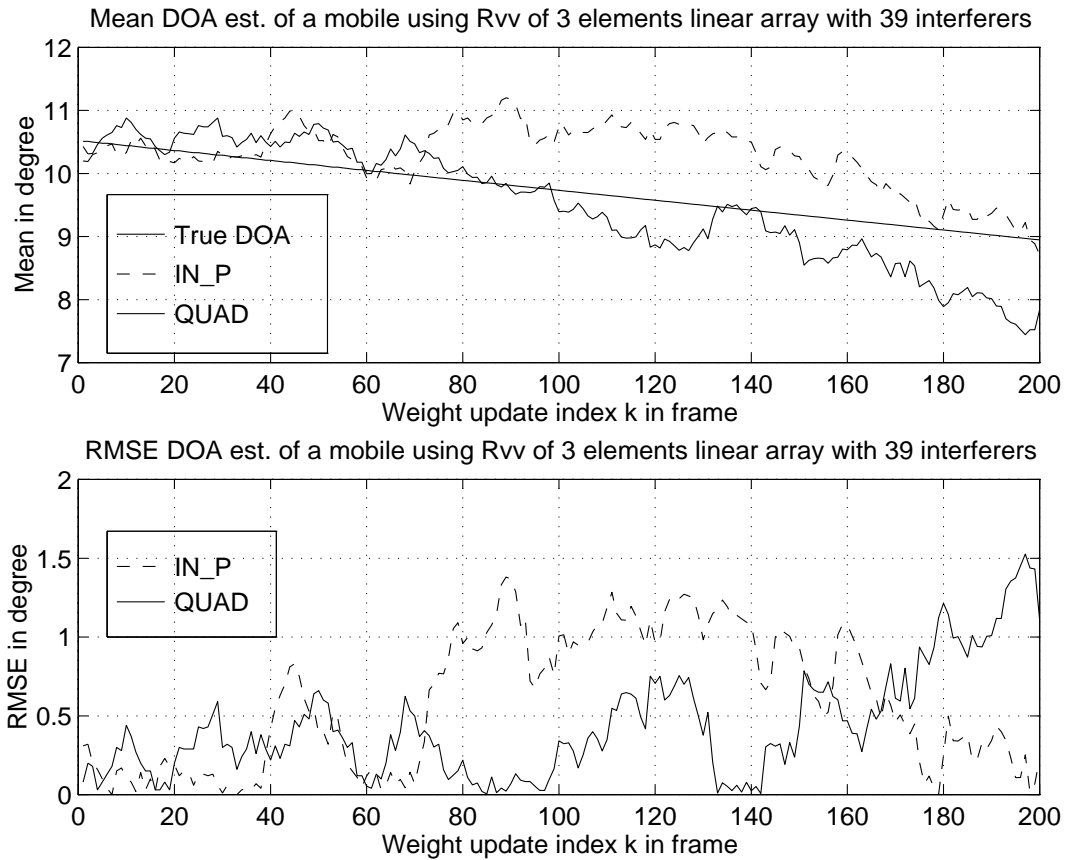 Mean DOA est. of a mobile using Rvv of 3 elements linear array with 39 interferers
12
11
10
9
8
7
Mean in degree
True DOA
IN_P
QUAD
0 20 40 60 80 100 120 140 160 180 200
Weight update index k in frame
RMSE DOA est. of a mobile using Rvv of 3 elements linear array with 39 interferers
2
1.5
1
0.5
0
RMSE in degree
IN_P
QUAD
0 20 40 60 80 100 120 140 160 180 200
Weight update index k in frame